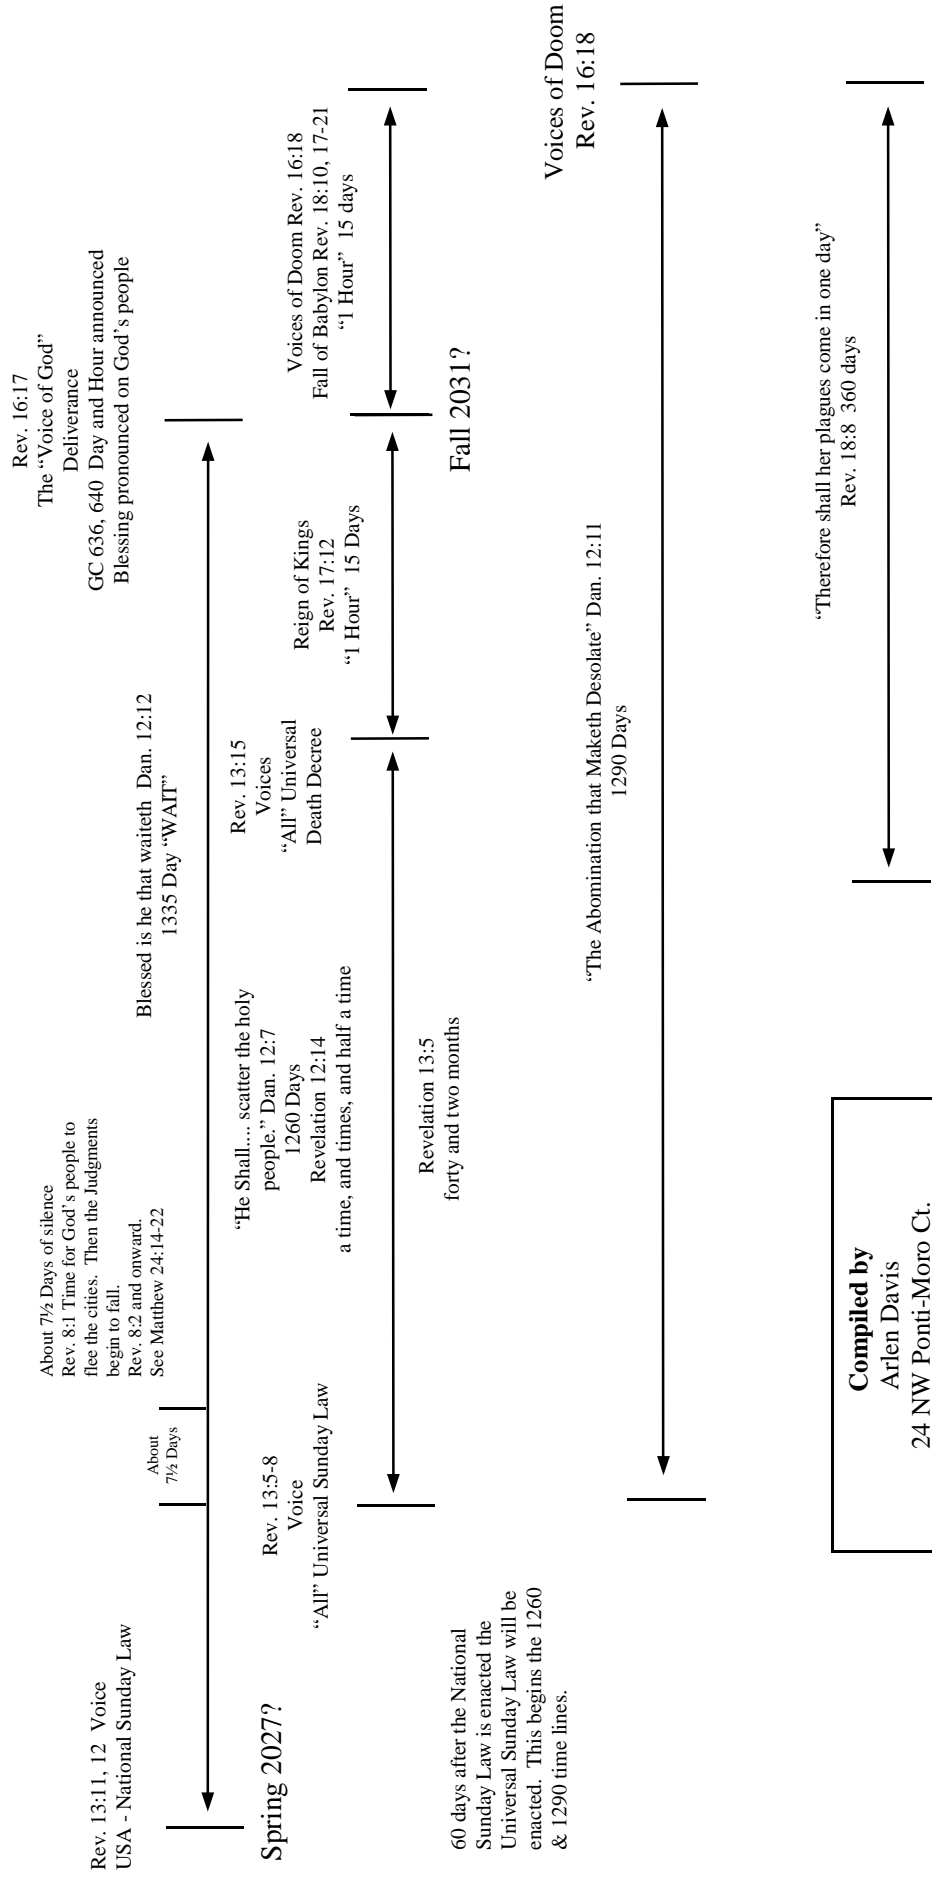 Rev. 13:11, 12 Voice
USA - National Sunday Law
Spring 2027?
60 days after the National
Sunday Law is enacted the
Universal Sunday Law will be
enacted. This begins the 1260
& 1290 time lines.
About
7½ Days
About 7½ Days of silence
Rev. 8:1 Time for God's people to
flee the cities. Then the Judgments
begin to fall.
Rev. 8:2 and onward.
See Matthew 24:14-22
Blessed is he that waiteth Dan. 12:12
1335 Day “WAIT”
Rev. 16:17
The “Voice of God”
Deliverance
GC 636, 640 Day and Hour announced
Blessing pronounced on God's people
Rev. 13:5-8
Voice
“All” Universal Sunday Law
“He Shall.... scatter the holy
people.” Dan. 12:7
1260 Days
Revelation 12:14
a time, and times, and half a time
Revelation 13:5
forty and two months
Rev. 13:15
Voices
“All” Universal
Death Decree
Reign of Kings
Rev. 17:12
“1 Hour” 15 Days
Fall 2031?
Voices of Doom Rev. 16:18
Fall of Babylon Rev. 18:10, 17-21
“1 Hour” 15 days
“The Abomination that Maketh Desolate” Dan. 12:11
1290 Days
Voices of Doom
Rev. 16:18
“Therefore shall her plagues come in one day”
Rev. 18:8 360 days
Compiled by
Arlen Davis
24 NW Ponti-Moro Ct.